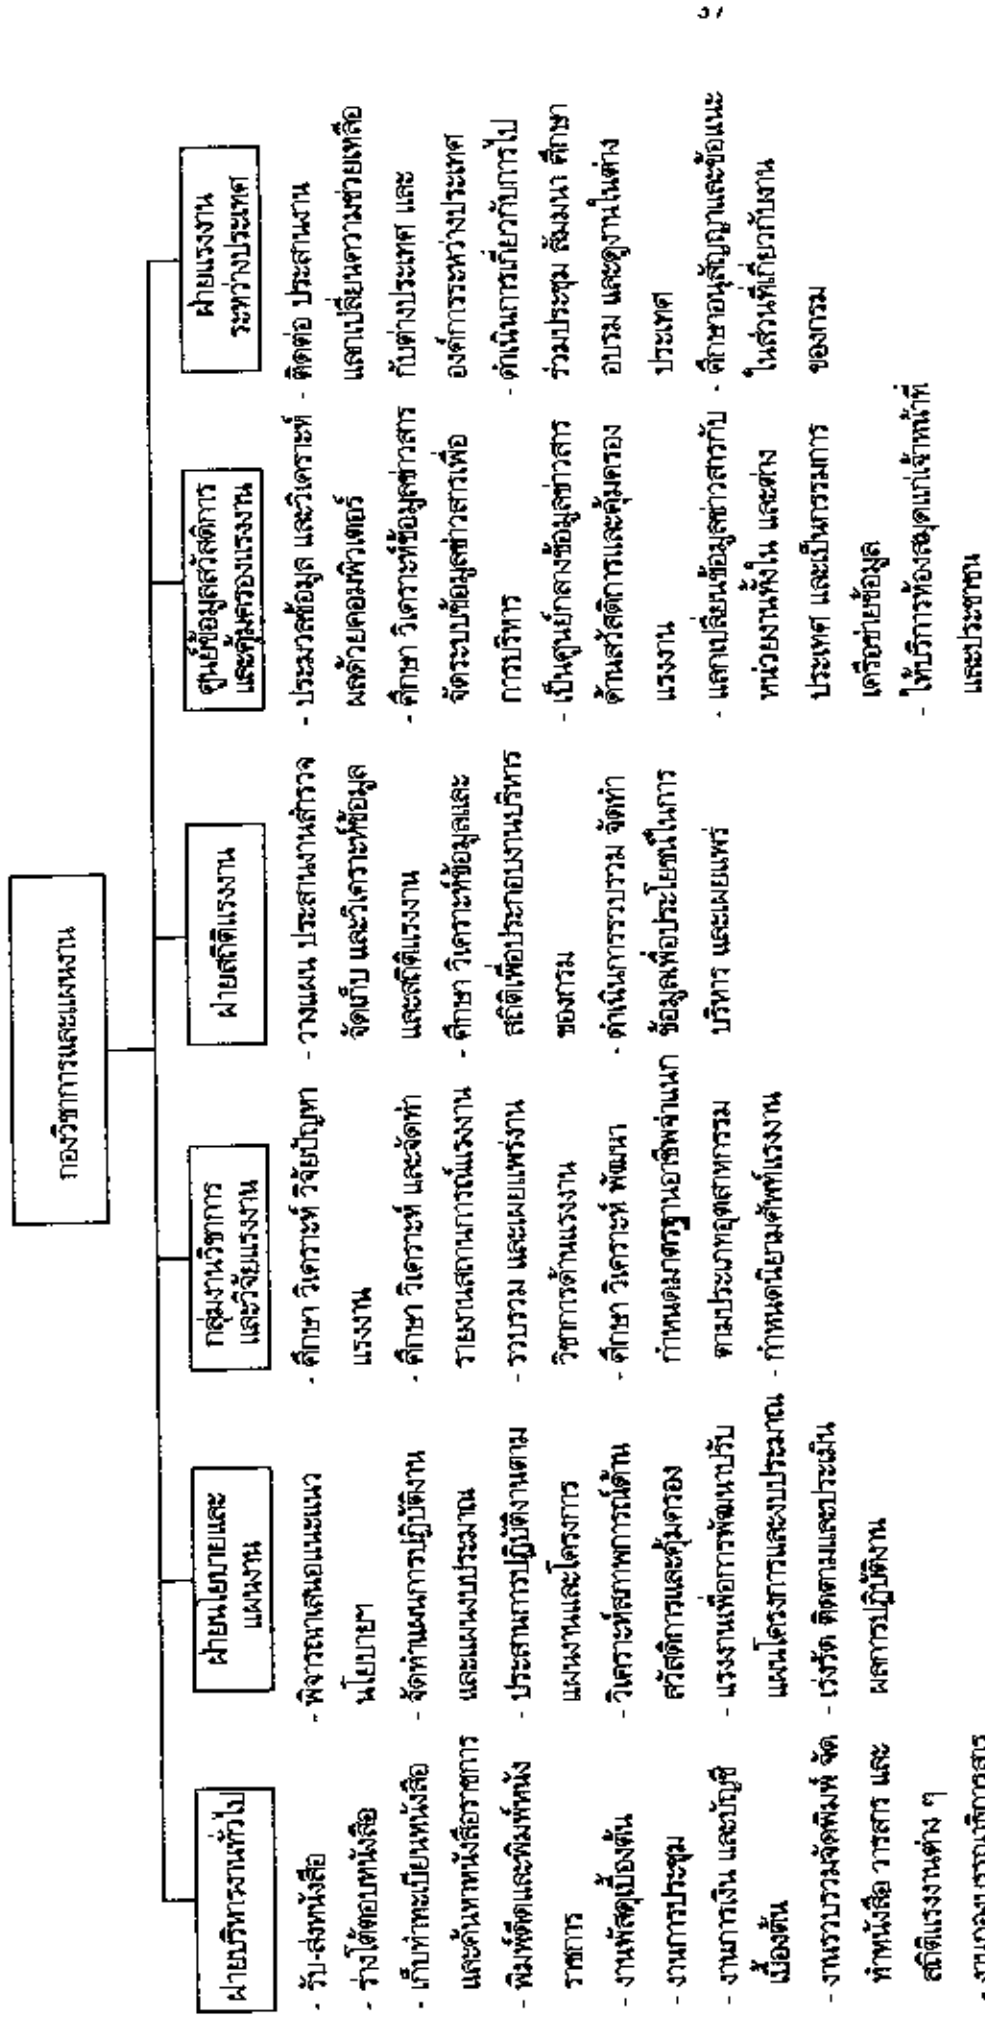 37
กองวิชาการและแผนงาน
ฝ่ายบริหารงานทั่วไป
- รับ-ส่งหนังสือ
- ร่างโต้ตอบหนังสือ
- เก็บทำทะเบียนหนังสือ
และค้นหาหนังสือราชการ
- พิมพ์ดีดและพิมพ์หนัง
ราชการ
- งานพัสดุเบื้องต้น
- งานการประชุม
- งานการเงิน และบัญชี
เบื้องต้น
- งานรวบรวมจัดพิมพ์ จัด
ทำหนังสือ วารสาร และ
สถิติแรงงานต่าง ๆ
ฝ่ายนโยบายและ
แผนงาน
- พิจารณาเสนอแนะแนว
นโยบายฯ
- จัดทำแผนการปฏิบัติงาน
และแผนงบประมาณ
- ประสานการปฏิบัติงานตาม
แผนงานและโครงการ
- วิเคราะห์สภาพการณ์ด้าน
สวัสดิการและคุ้มครอง
- แรงงานเพื่อการพัฒนาปรับ
แผนโครงการและงบประมาณ
- เร่งรัด ติดตามและประเมิน
ผลการปฏิบัติงาน
กลุ่มงานวิชาการ
และวิจัยแรงงาน
- ศึกษา วิเคราะห์ วิจัยปัญหา
แรงงาน
- ศึกษา วิเคราะห์ และจัดทำ
รายงานสถานการณ์แรงงาน
- รวบรวม และเผยแพร่งาน
วิชาการด้านแรงงาน
- ศึกษา วิเคราะห์ พัฒนา
กำหนดมาตรฐานอาชีพจำแนก
ตามประเภทอุตสาหกรรม
- กำหนดนิยามศัพท์แรงงาน
ฝ่ายสถิติแรงงาน
- วางแผน ประสานงานสำรวจ
จัดเก็บ และวิเคราะห์ข้อมูล
และสถิติแรงงาน
- ศึกษา วิเคราะห์ข้อมูลและ
สถิติเพื่อประกอบงานบริหาร
ของกรม
- ดำเนินการรวบรวม จัดทำ
ข้อมูลเพื่อประโยชน์ในการ
บริหาร และเผยแพร่
ศูนย์ข้อมูลสวัสดิการ
และคุ้มครองแรงงาน
- ประมวลข้อมูล และวิเคราะห์
ผลด้วยคอมพิวเตอร์
- ศึกษา วิเคราะห์ข้อมูลข่าวสาร
จัดระบบข้อมูลข่าวสารเพื่อ
การบริหาร
- เป็นศูนย์กลางข้อมูลข่าวสาร
ด้านสวัสดิการและคุ้มครอง
แรงงาน
- แลกเปลี่ยนข้อมูลข่าวสารกับ
หน่วยงานทั้งใน และต่าง
ประเทศ และเป็นกรรมการ
เครือข่ายข้อมูล
- ให้บริการห้องสมุดแก่เจ้าหน้าที่
และประชาชน
ฝ่ายแรงงาน
ระหว่างประเทศ
- ติดต่อ ประสานงาน
แลกเปลี่ยนความช่วยเหลือ
กับต่างประเทศ และ
องค์การระหว่างประเทศ
- ดำเนินการเกี่ยวกับการไป
ร่วมประชุม สัมมนา ศึกษา
อบรม และดูงานในต่าง
ประเทศ
- ศึกษาอนุสัญญาและข้อแนะ
ในส่วนที่เกี่ยวกับงาน
ของกรม